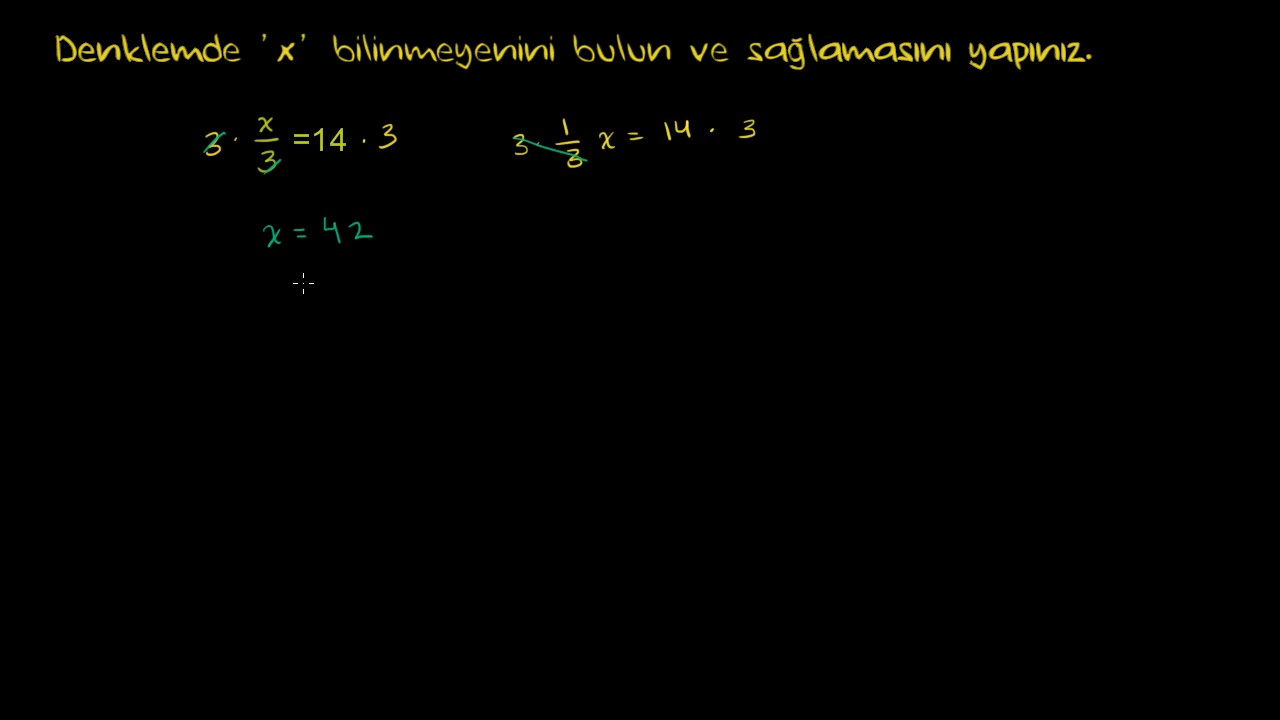 Denklemde 'x' bilinmeyenini bulun ve sağlamasını yapınız.
3 · x/3 =14 · 3
3 · 1/3 x = 14 · 3
x = 42